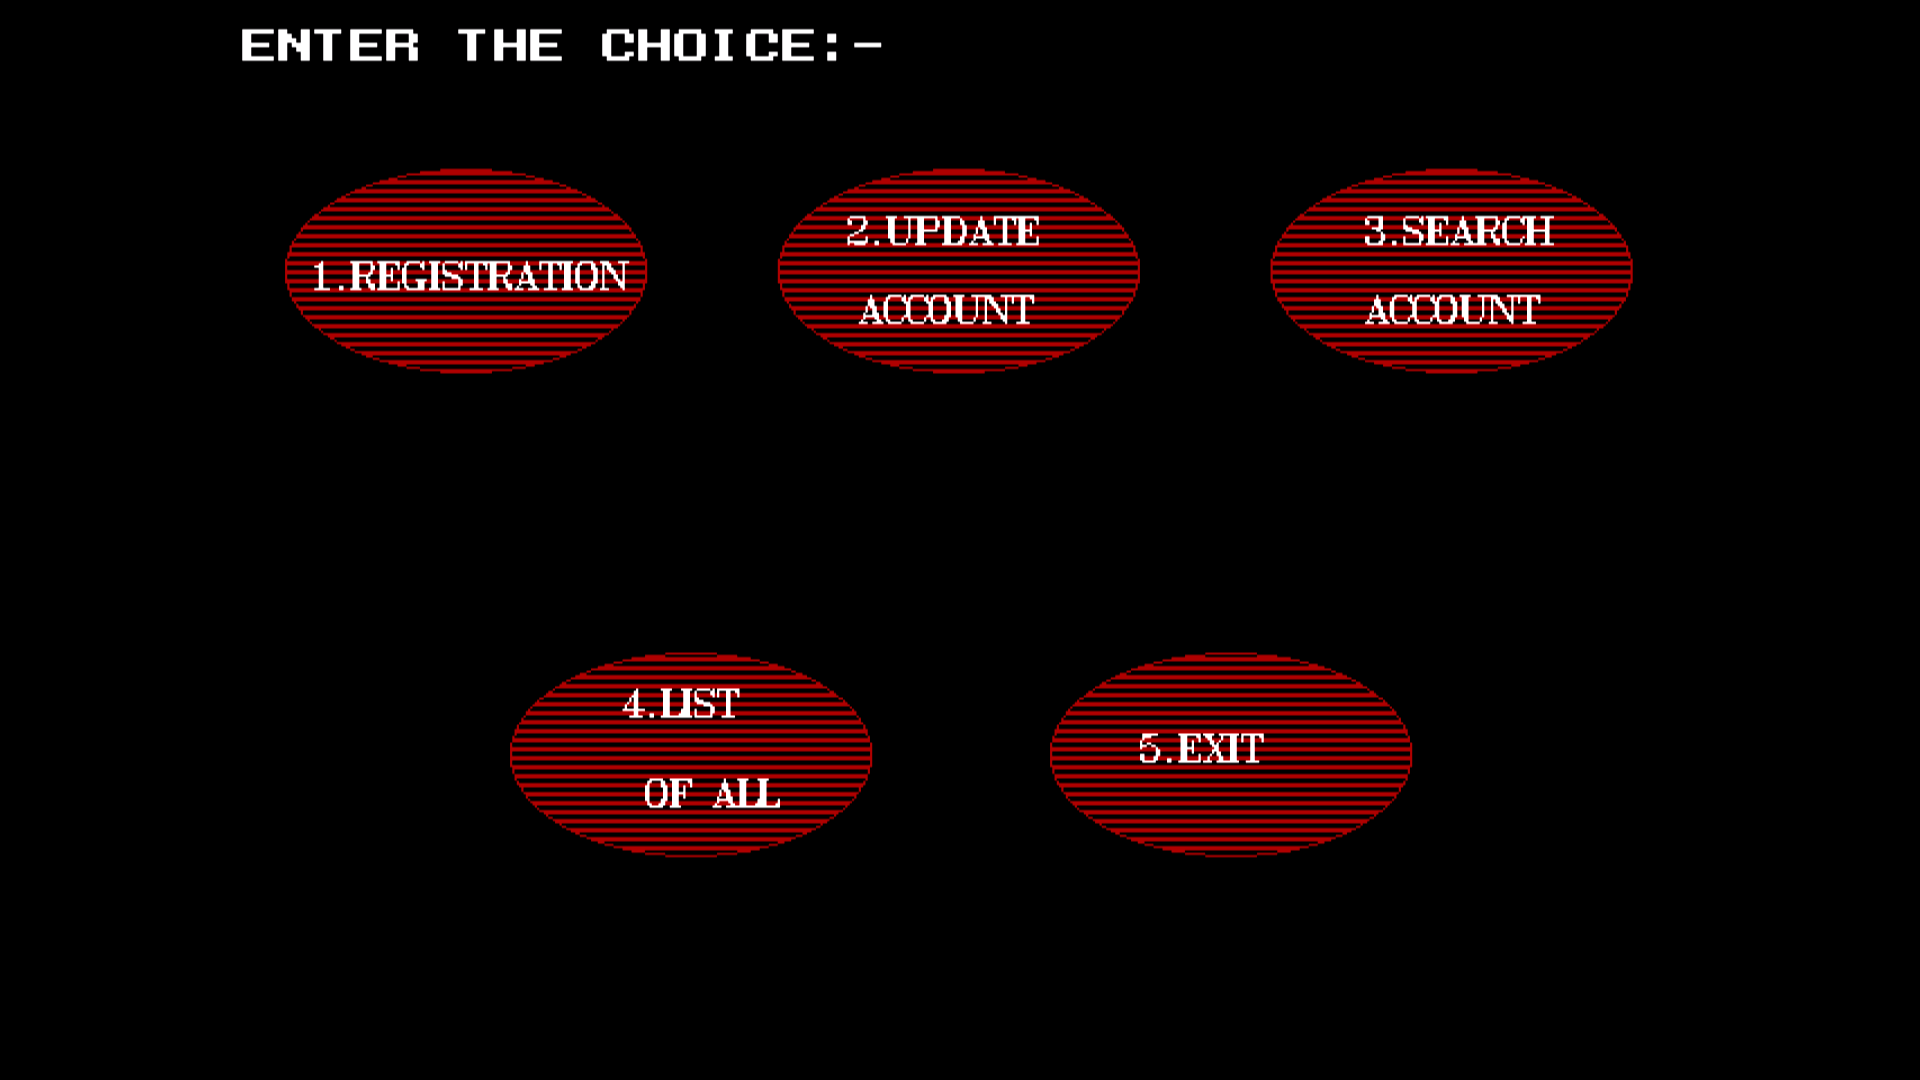 ENTER THE CHOICE:-
1.REGISTRATION
2.UPDATE
ACCOUNT
3.SEARCH
ACCOUNT
4.LIST
OF ALL
5.EXIT